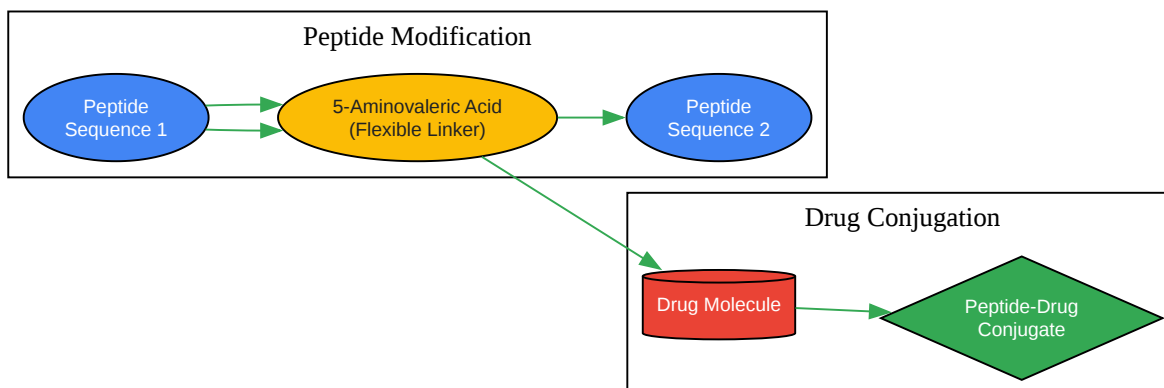 Peptide Modification
Peptide
Sequence 1
5-Aminovaleric Acid
(Flexible Linker)
Peptide
Sequence 2
Drug Conjugation
Drug Molecule
Peptide-Drug
Conjugate